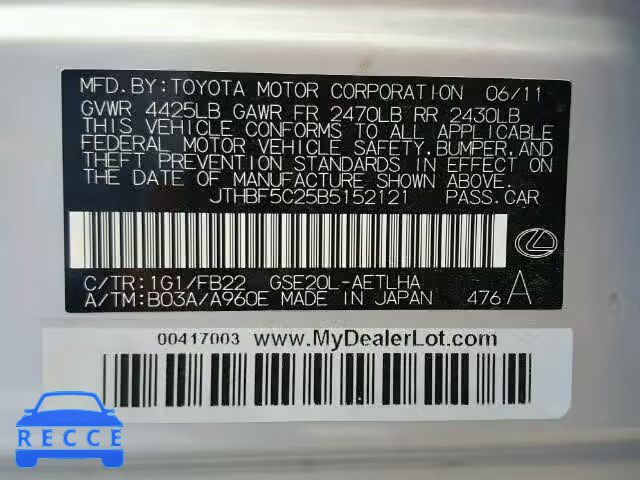 MFD.BY:TOYOTA MOTOR CORPORATION 06/11
GVWR 4425LB GAWR FR 2470LB RR 2430LB
THIS VEHICLE CONFORMS TO ALL APPLICABLE
FEDERAL MOTOR VEHICLE SAFETY,BUMPER,AND
THEFT PREVENTION STANDARDS IN EFFECT ON
THE DATE OF MANUFACTURE SHOWN ABOVE.
JTHBF5C25B5152121 PASS.CAR
C/TR:1G1/FB22 GSE20L-AETLHA
A/TM:B03A/A960E MADE IN JAPAN 476 A
00417003 www.MyDealerLot.com
RECCE